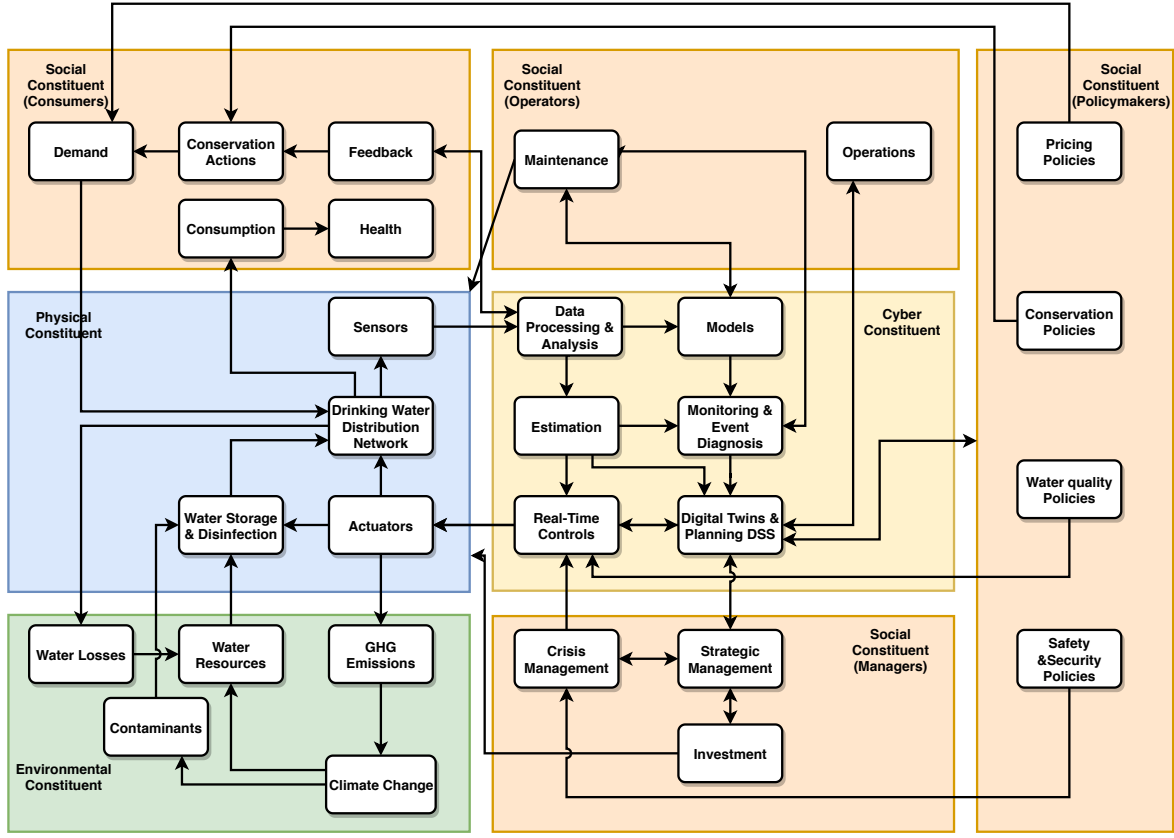 Social
Constituent
(Consumers)
Demand
Conservation
Actions
Feedback
Consumption
Health
Social
Constituent
(Operators)
Maintenance
Operations
Social
Constituent
(Policymakers)
Pricing
Policies
Conservation
Policies
Water quality
Policies
Safety
&Security
Policies
Physical
Constituent
Sensors
Drinking Water
Distribution
Network
Water Storage
& Disinfection
Actuators
Cyber
Constituent
Data
Processing &
Analysis
Models
Estimation
Monitoring &
Event
Diagnosis
Real-Time
Controls
Digital Twins &
Planning DSS
Water Losses
Water
Resources
GHG
Emissions
Contaminants
Climate Change
Environmental
Constituent
Social
Constituent
(Managers)
Crisis
Management
Strategic
Management
Investment